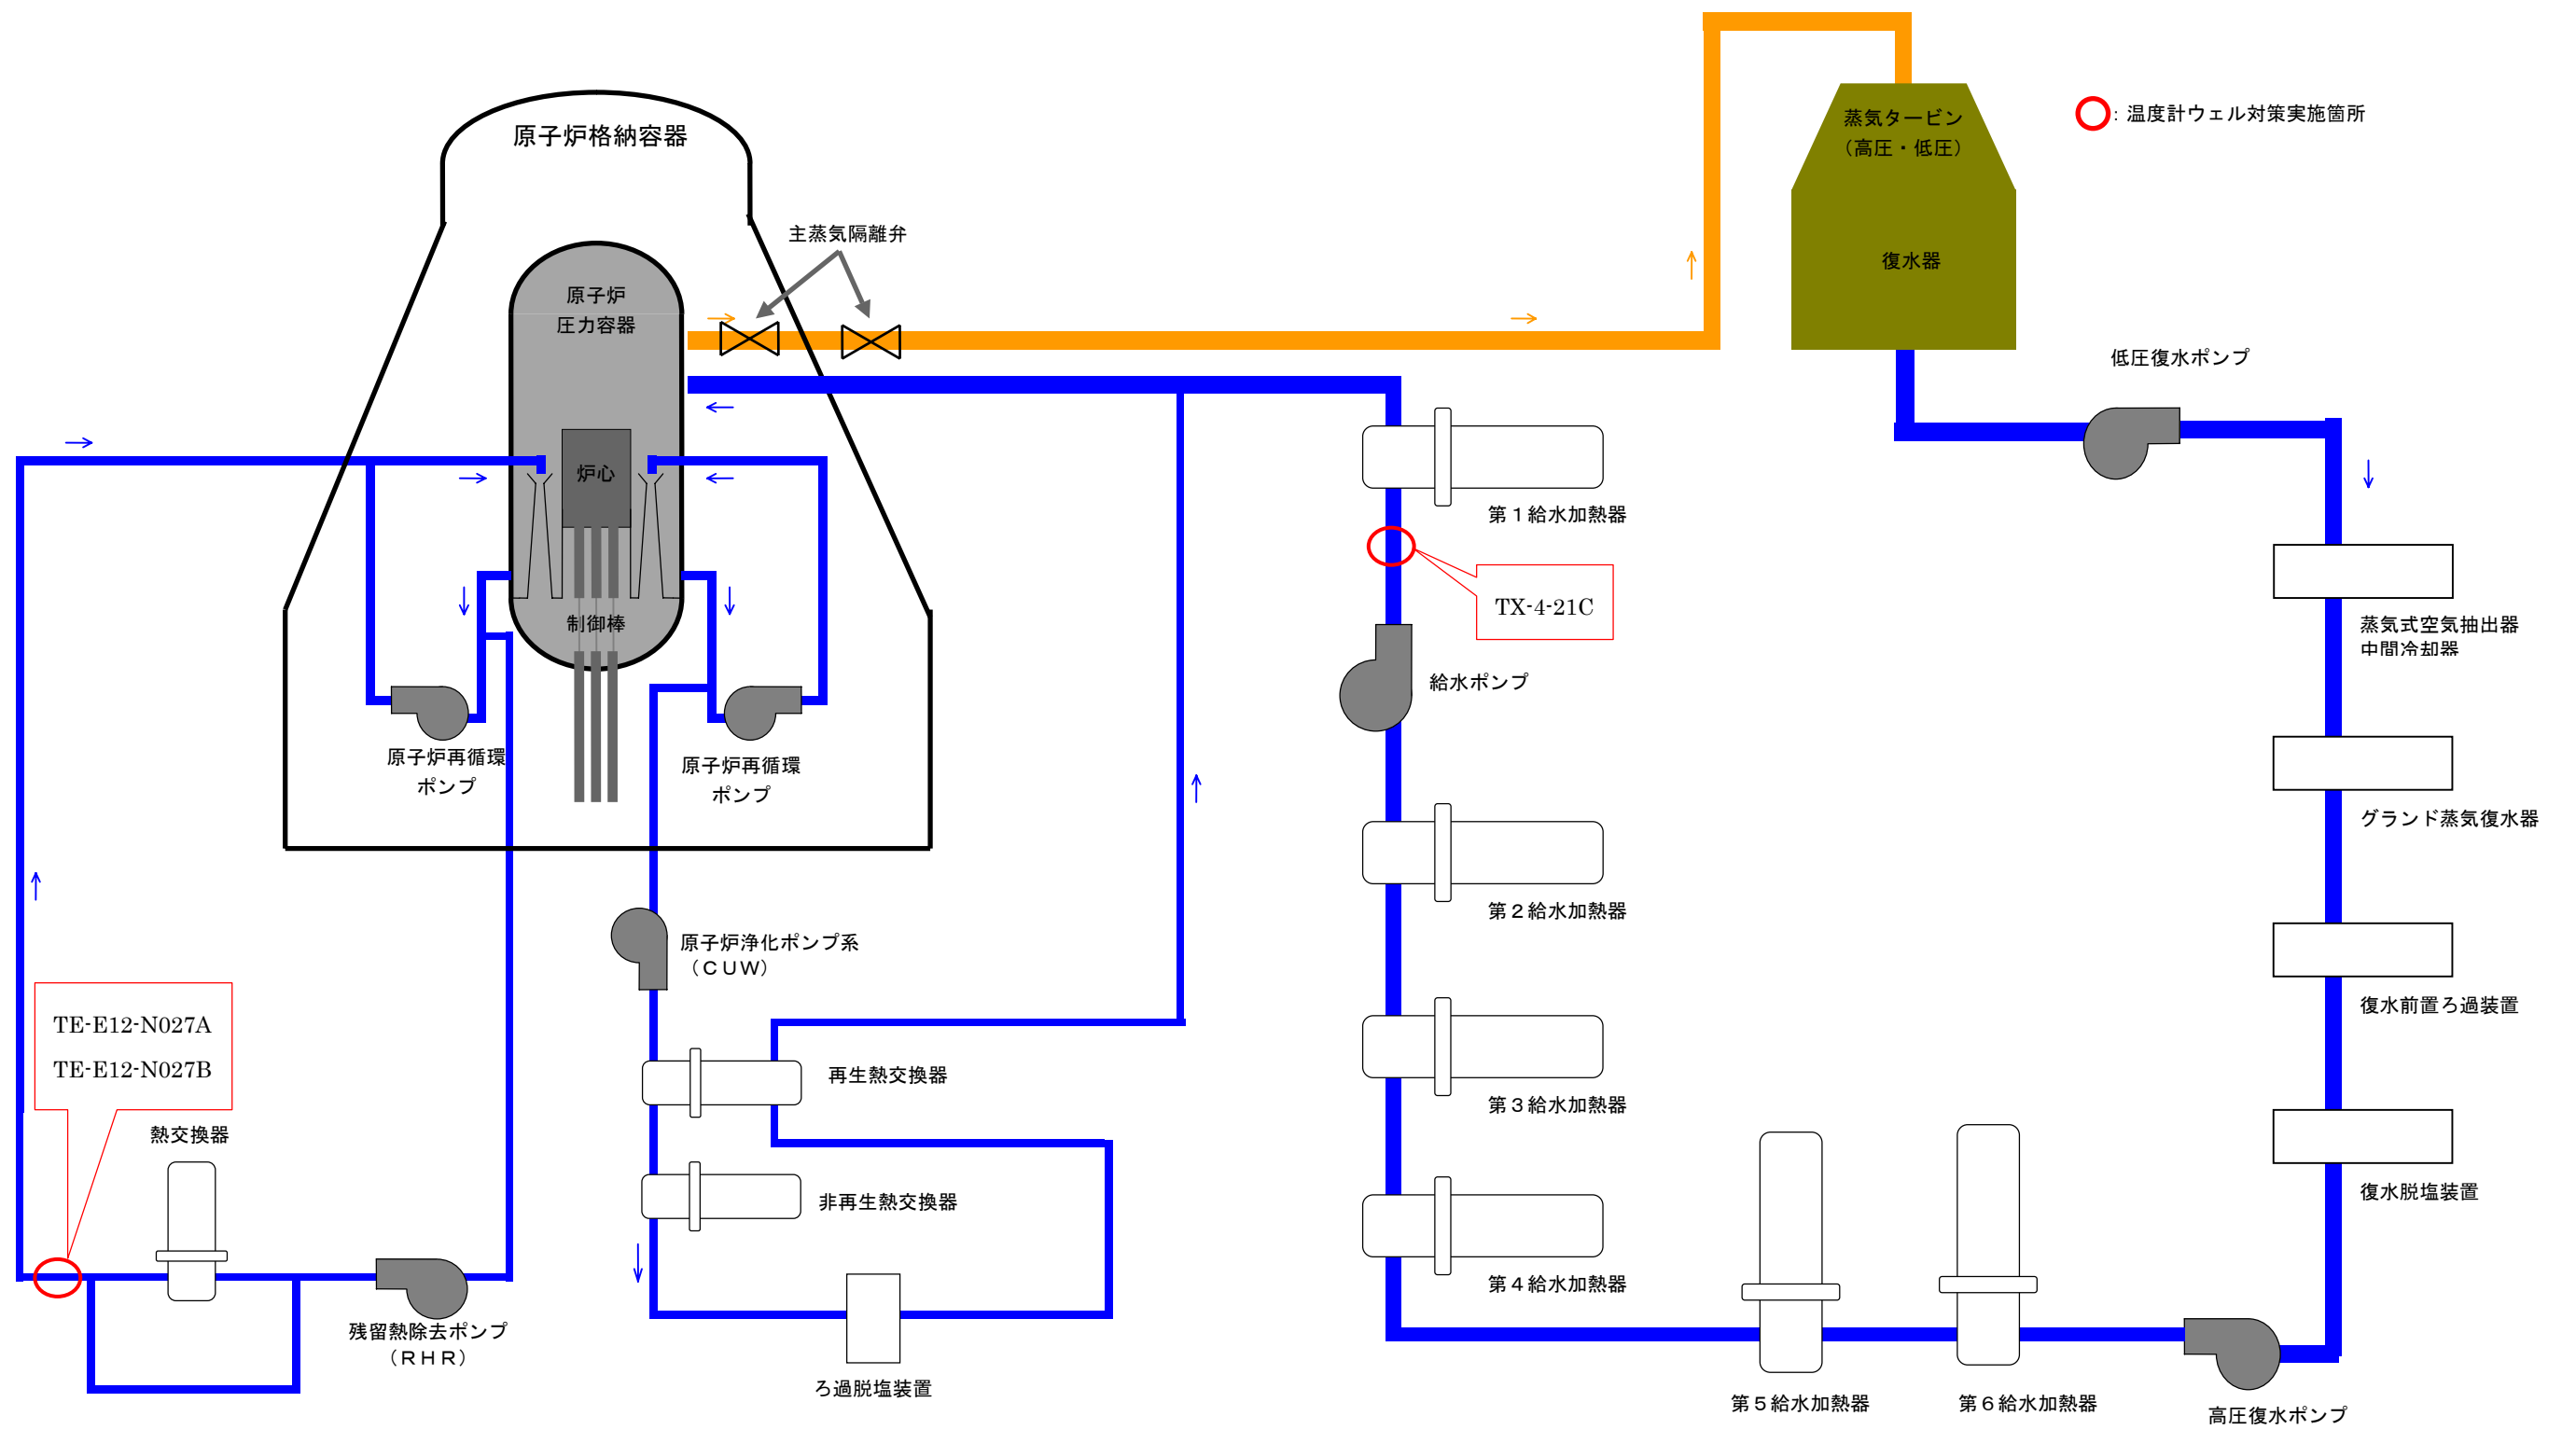 原子炉格納容器
蒸気タービン
（高圧・低圧）
：温度計ウェル対策実施箇所
主蒸気隔離弁
復水器
原子炉
圧力容器
低圧復水ポンプ
炉心
第１給水加熱器
TX-4-21C
制御棒
蒸気式空気抽出器
中間冷却器
給水ポンプ
原子炉再循環
ポンプ
原子炉再循環
ポンプ
グランド蒸気復水器
第２給水加熱器
原子炉浄化ポンプ系
（ＣＵＷ）
復水前置ろ過装置
TE-E12-N027A
TE-E12-N027B
再生熱交換器
第３給水加熱器
熱交換器
復水脱塩装置
非再生熱交換器
第４給水加熱器
残留熱除去ポンプ
（ＲＨＲ）
ろ過脱塩装置
第５給水加熱器
第６給水加熱器
高圧復水ポンプ